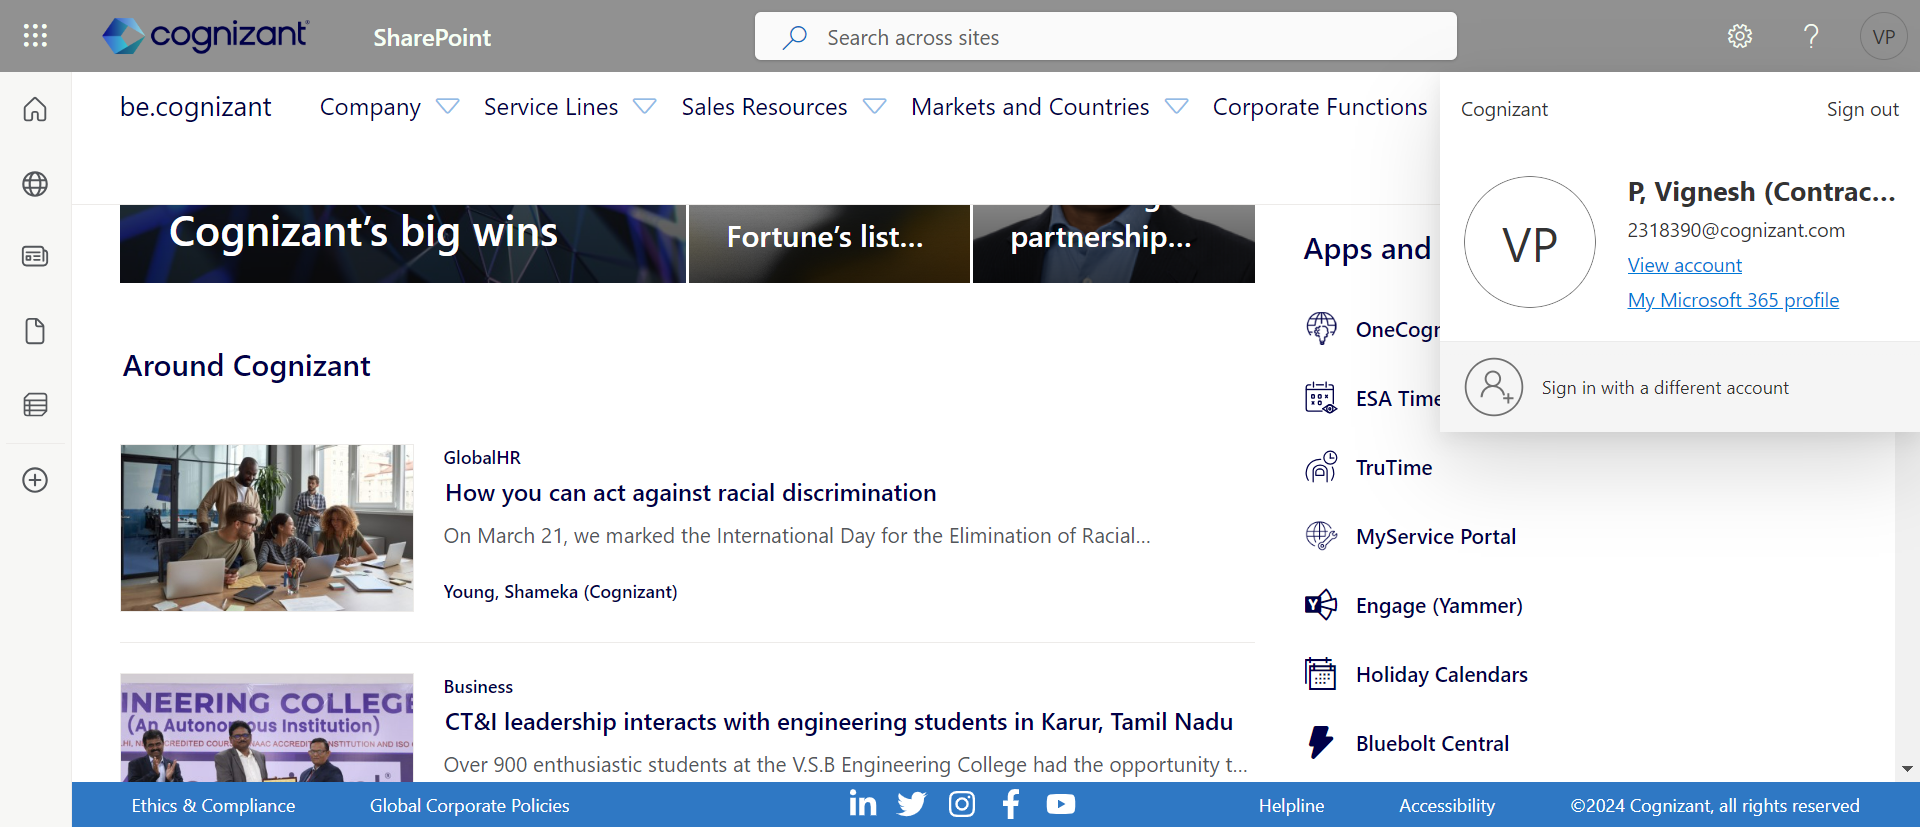 cognizant
SharePoint
Search across sites
VP
be.cognizant
Company
Service Lines
Sales Resources
Markets and Countries
Corporate Functions
Cognizant
Sign out
VP
P, Vignesh (Contrac...
2318390@cognizant.com
View account
My Microsoft 365 profile
Sign in with a different account
Cognizant’s big wins
Fortune’s list...
partnership...
Around Cognizant
GlobalHR
How you can act against racial discrimination
On March 21, we marked the International Day for the Elimination of Racial...
Young, Shameka (Cognizant)
INEERING COLLEGE
(An Autonomous Institution)
Business
CT&I leadership interacts with engineering students in Karur, Tamil Nadu
Over 900 enthusiastic students at the V.S.B Engineering College had the opportunity t...
Apps and
OneCogn
ESA Time
TruTime
MyService Portal
Engage (Yammer)
Holiday Calendars
Bluebolt Central
Ethics & Compliance
Global Corporate Policies
Helpline
Accessibility
©2024 Cognizant, all rights reserved